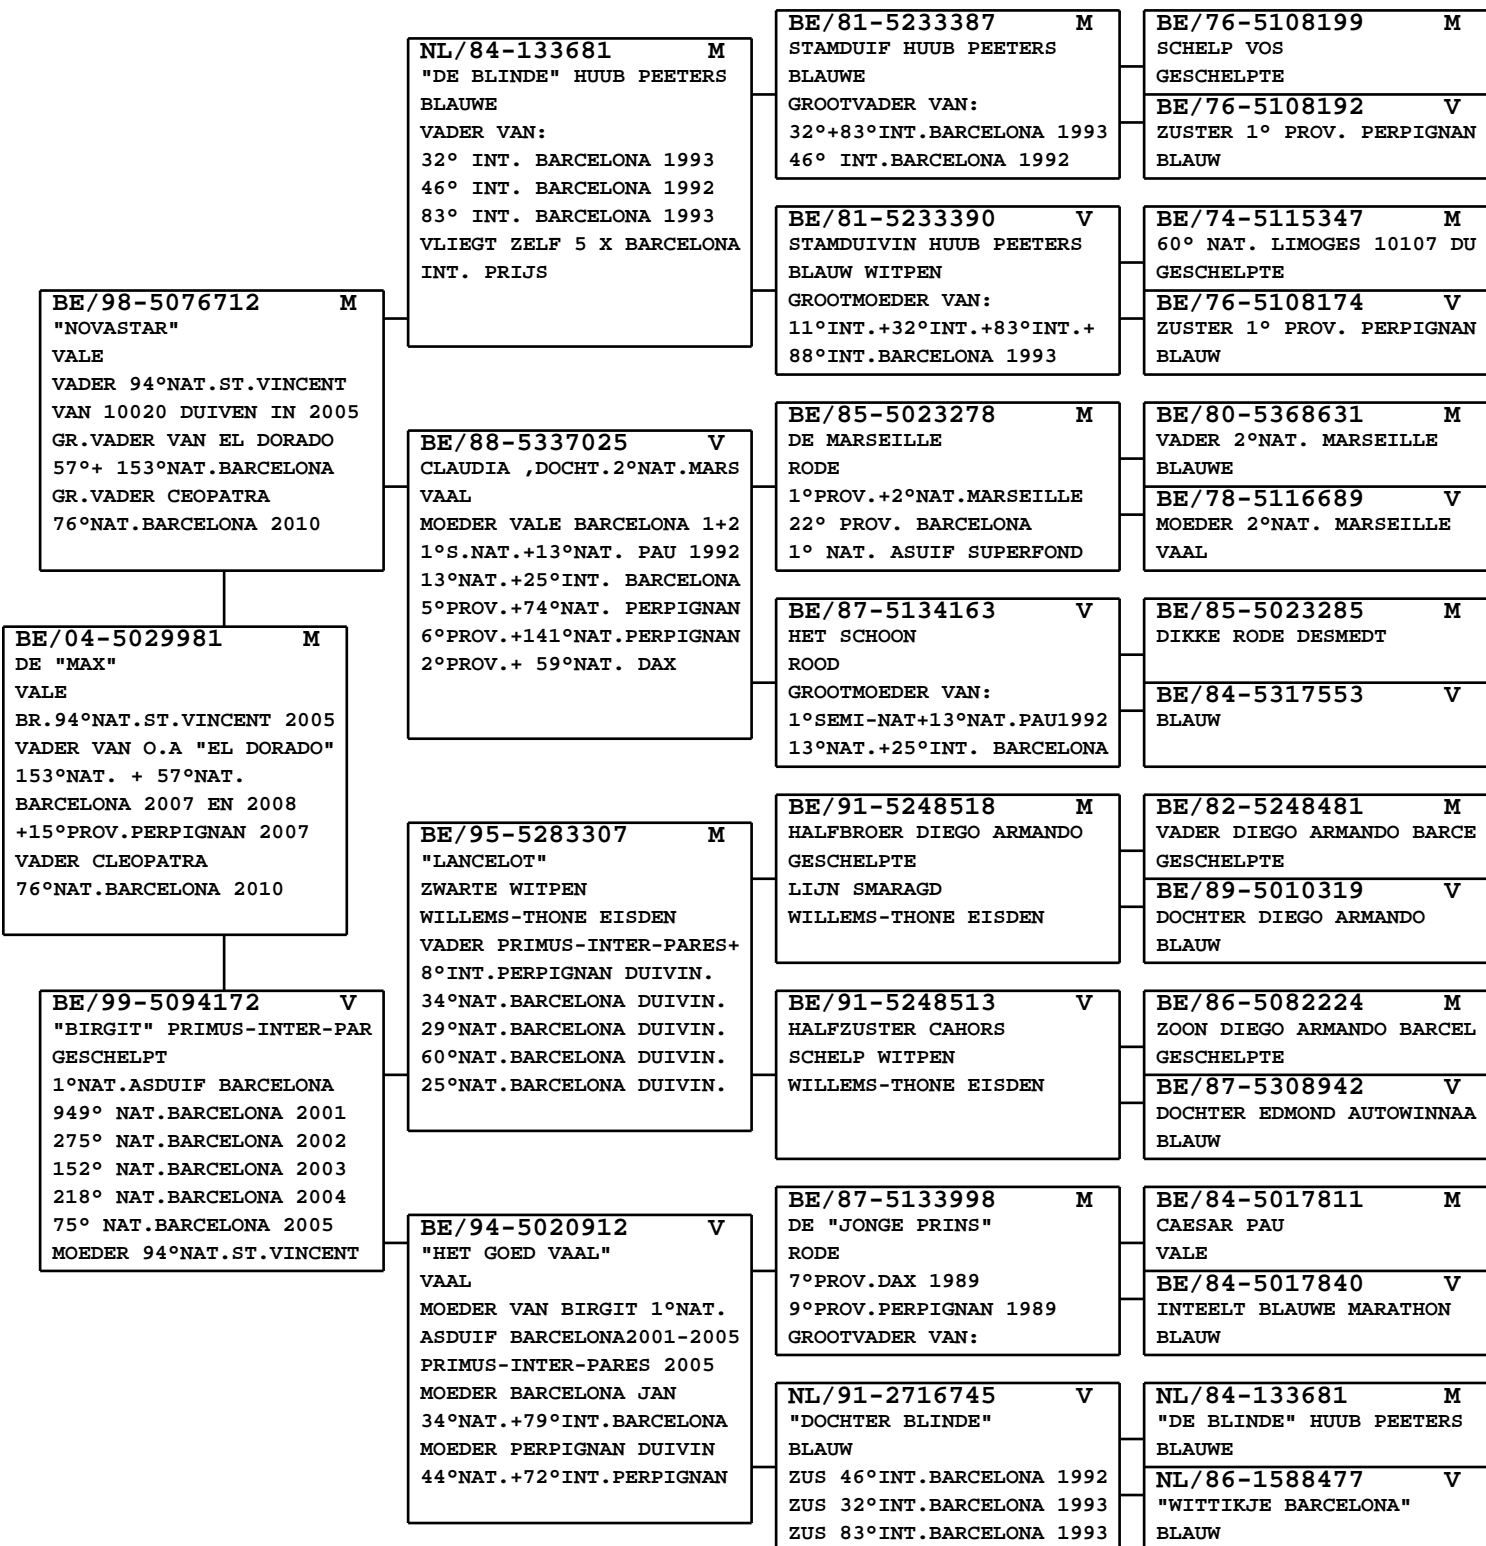 BE/04-5029981 M
DE "MAX"
VALE
BR.94°NAT.ST.VINCENT 2005
VADER VAN O.A "EL DORADO"
153°NAT. + 57°NAT.
BARCELONA 2007 EN 2008
+15°PROV.PERPIGNAN 2007
VADER CLEOPATRA
76°NAT.BARCELONA 2010
BE/98-5076712 M
"NOVASTAR"
VALE
VADER 94°NAT.ST.VINCENT
VAN 10020 DUIVEN IN 2005
GR.VADER VAN EL DORADO
57°+ 153°NAT.BARCELONA
GR.VADER CEOPATRA
76°NAT.BARCELONA 2010
BE/99-5094172 V
"BIRGIT" PRIMUS-INTER-PAR
GESCHELPT
1°NAT.ASDUIF BARCELONA
949° NAT.BARCELONA 2001
275° NAT.BARCELONA 2002
152° NAT.BARCELONA 2003
218° NAT.BARCELONA 2004
75° NAT.BARCELONA 2005
MOEDER 94°NAT.ST.VINCENT
NL/84-133681 M
"DE BLINDE" HUUB PEETERS
BLAUWE
VADER VAN:
32° INT. BARCELONA 1993
46° INT. BARCELONA 1992
83° INT. BARCELONA 1993
VLIEGT ZELF 5 X BARCELONA
INT. PRIJS
BE/88-5337025 V
CLAUDIA ,DOCHT.2°NAT.MARS
VAAL
MOEDER VALE BARCELONA 1+2
1°S.NAT.+13°NAT. PAU 1992
13°NAT.+25°INT. BARCELONA
5°PROV.+74°NAT. PERPIGNAN
6°PROV.+141°NAT.PERPIGNAN
2°PROV.+ 59°NAT. DAX
BE/95-5283307 M
"LANCELOT"
ZWARTE WITPEN
WILLEMS-THONE EISDEN
VADER PRIMUS-INTER-PARES+
8°INT.PERPIGNAN DUIVIN.
34°NAT.BARCELONA DUIVIN.
29°NAT.BARCELONA DUIVIN.
60°NAT.BARCELONA DUIVIN.
25°NAT.BARCELONA DUIVIN.
BE/94-5020912 V
"HET GOED VAAL"
VAAL
MOEDER VAN BIRGIT 1°NAT.
ASDUIF BARCELONA2001-2005
PRIMUS-INTER-PARES 2005
MOEDER BARCELONA JAN
34°NAT.+79°INT.BARCELONA
MOEDER PERPIGNAN DUIVIN
44°NAT.+72°INT.PERPIGNAN
BE/81-5233387 M
STAMDUIF HUUB PEETERS
BLAUWE
GROOTVADER VAN:
32°+83°INT.BARCELONA 1993
46° INT.BARCELONA 1992
BE/81-5233390 V
STAMDUIVIN HUUB PEETERS
BLAUW WITPEN
GROOTMOEDER VAN:
11°INT.+32°INT.+83°INT.+
88°INT.BARCELONA 1993
BE/85-5023278 M
DE MARSEILLE
RODE
1°PROV.+2°NAT.MARSEILLE
22° PROV. BARCELONA
1° NAT. ASUIF SUPERFOND
BE/87-5134163 V
HET SCHOON
ROOD
GROOTMOEDER VAN:
1°SEMI-NAT+13°NAT.PAU1992
13°NAT.+25°INT. BARCELONA
BE/91-5248518 M
HALFBROER DIEGO ARMANDO
GESCHELPTE
LIJN SMARAGD
WILLEMS-THONE EISDEN
BE/91-5248513 V
HALFZUSTER CAHORS
SCHELP WITPEN
WILLEMS-THONE EISDEN
BE/87-5133998 M
DE "JONGE PRINS"
RODE
7°PROV.DAX 1989
9°PROV.PERPIGNAN 1989
GROOTVADER VAN:
NL/91-2716745 V
"DOCHTER BLINDE"
BLAUW
ZUS 46°INT.BARCELONA 1992
ZUS 32°INT.BARCELONA 1993
ZUS 83°INT.BARCELONA 1993
BE/76-5108199 M
SCHELP VOS
GESCHELPTE
BE/76-5108192 V
ZUSTER 1° PROV. PERPIGNAN
BLAUW
BE/74-5115347 M
60° NAT. LIMOGES 10107 DU
GESCHELPTE
BE/76-5108174 V
ZUSTER 1° PROV. PERPIGNAN
BLAUW
BE/80-5368631 M
VADER 2°NAT. MARSEILLE
BLAUWE
BE/78-5116689 V
MOEDER 2°NAT. MARSEILLE
VAAL
BE/85-5023285 M
DIKKE RODE DESMEDT
BE/84-5317553 V
BLAUW
BE/82-5248481 M
VADER DIEGO ARMANDO BARCE
GESCHELPTE
BE/89-5010319 V
DOCHTER DIEGO ARMANDO
BLAUW
BE/86-5082224 M
ZOON DIEGO ARMANDO BARCEL
GESCHELPTE
BE/87-5308942 V
DOCHTER EDMOND AUTOWINNAA
BLAUW
BE/84-5017811 M
CAESAR PAU
VALE
BE/84-5017840 V
INTEELT BLAUWE MARATHON
BLAUW
NL/84-133681 M
"DE BLINDE" HUUB PEETERS
BLAUWE
NL/86-1588477 V
"WITTIKJE BARCELONA"
BLAUW